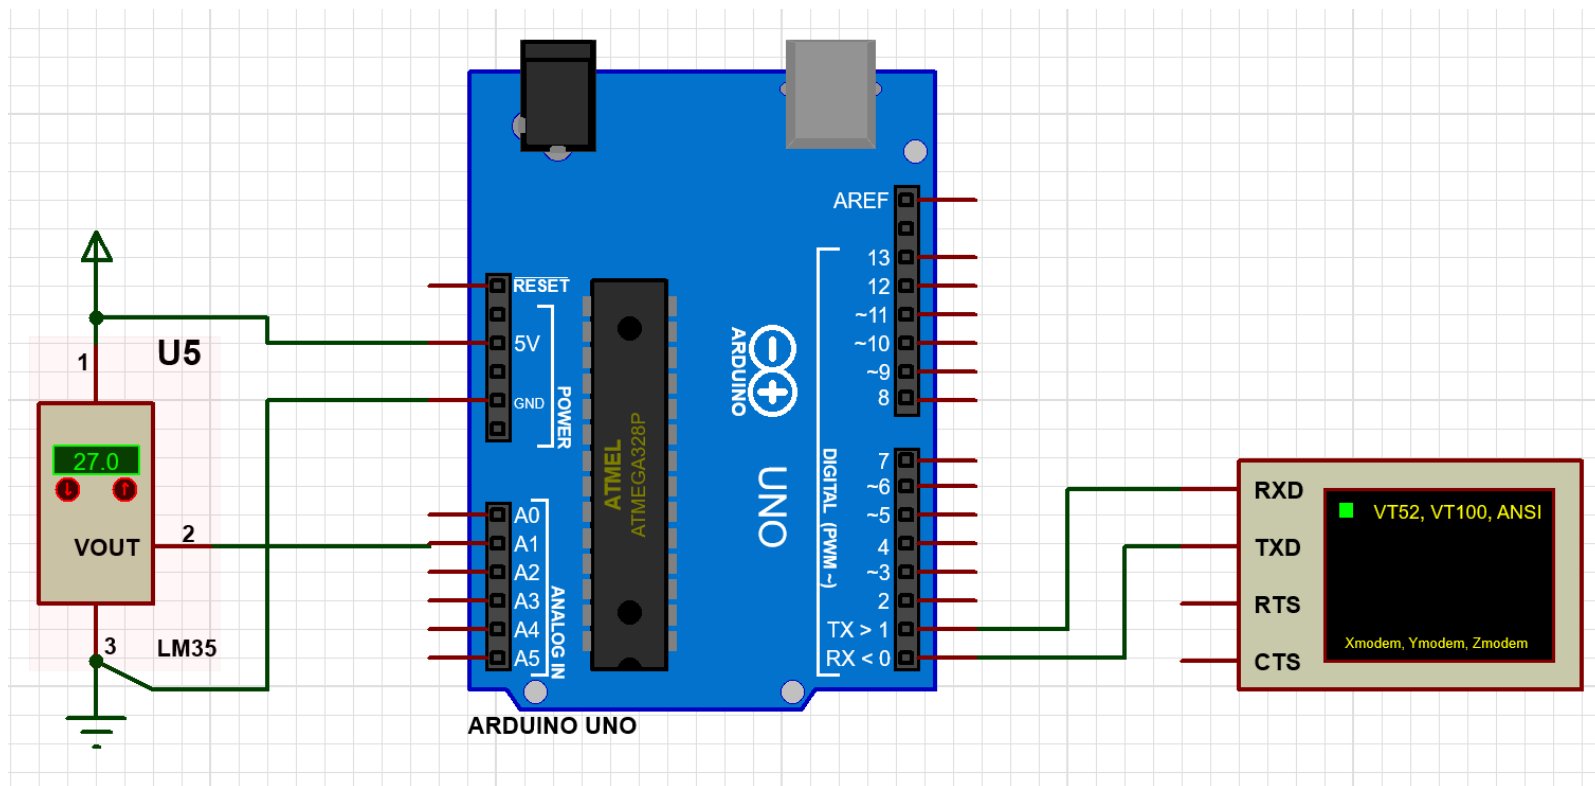 U5
1
27.0
VOUT
2
3
LM35
RESET
5V
GND
POWER
A0
A1
A2
A3
A4
A5
ANALOG IN
ATMEL
ATMEGA328P
ARDUINO
UNO
AREF
13
12
~11
~10
~9
8
7
~6
~5
4
~3
2
TX > 1
RX < 0
DIGITAL (PWM ~)
ARDUINO UNO
RXD
TXD
RTS
CTS
VT52, VT100, ANSI
Xmodem, Ymodem, Zmodem